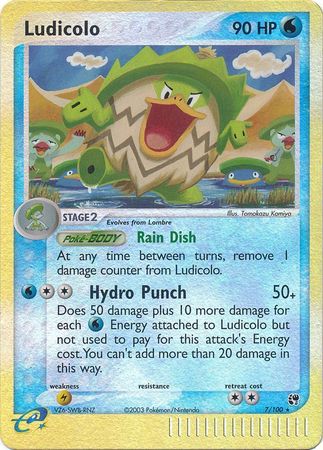 Ludicolo 90 HP
Illus. Tomokazu Komiya
STAGE 2 Evolves from Lombre
Poké-BODY Rain Dish
At any time between turns, remove 1
damage counter from Ludicolo.
Hydro Punch 50+
Does 50 damage plus 10 more damage for
each Energy attached to Ludicolo but
not used to pay for this attack's Energy
cost.You can't add more than 20 damage
in this way.
weakness resistance retreat cost
©2003 Pokémon/Nintendo 7/100 ★
e